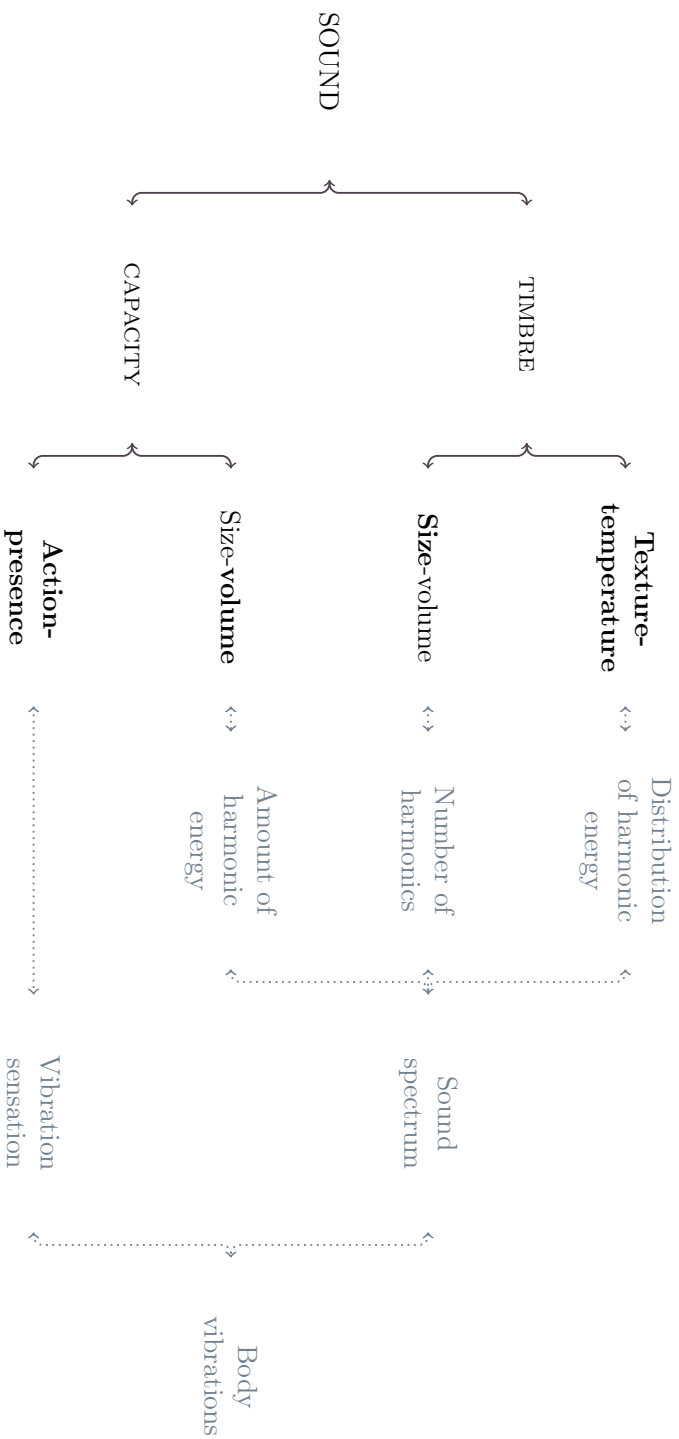 SOUND
TIMBRE
CAPACITY
Texture-
temperature
Size-volume
Size-volume
Action-
presence
Distribution
of harmonic
energy
Number of
harmonics
Amount of
harmonic
energy
Sound
spectrum
Vibration
sensation
Body
vibrations